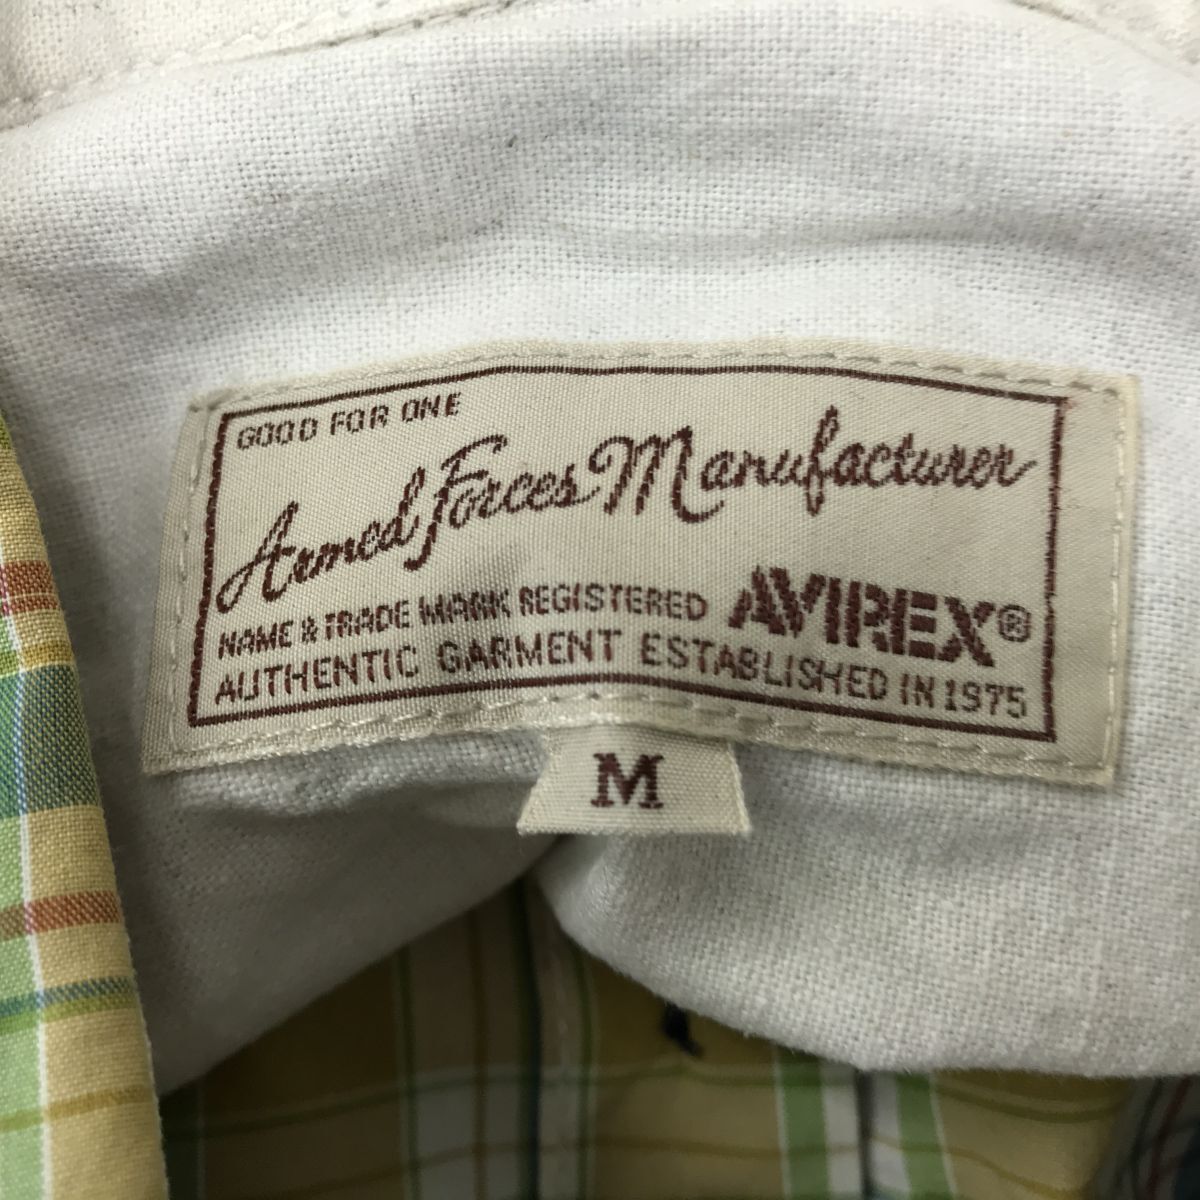 GOOD FOR ONE
Armed Forces Manufacturer
NAME & TRADE MARK REGISTERED AVIREX®
AUTHENTIC GARMENT ESTABLISHED IN 1975
M